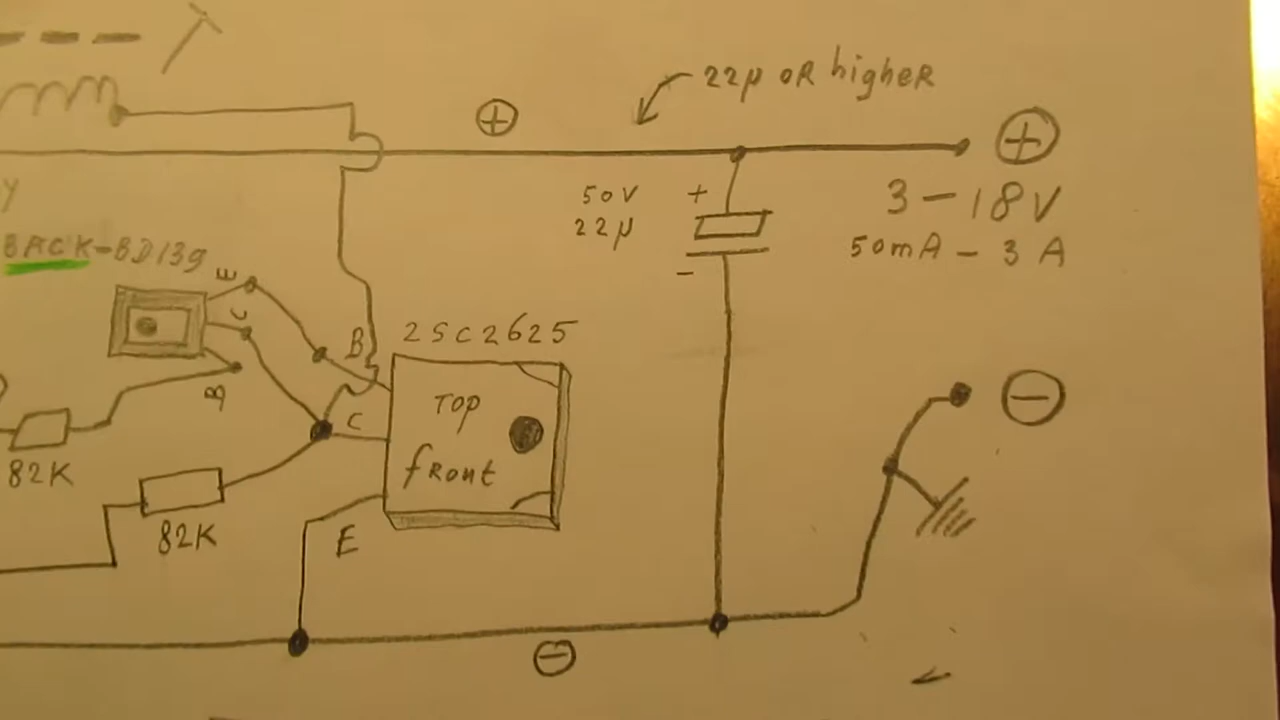 22µ OR higher
+
+
50V
+
22µ
-
3-18V
50mA-3A
BACK-BD139
E
C
B
2SC2625
B
C
E
TOP
fRont
82K
82K
-
-